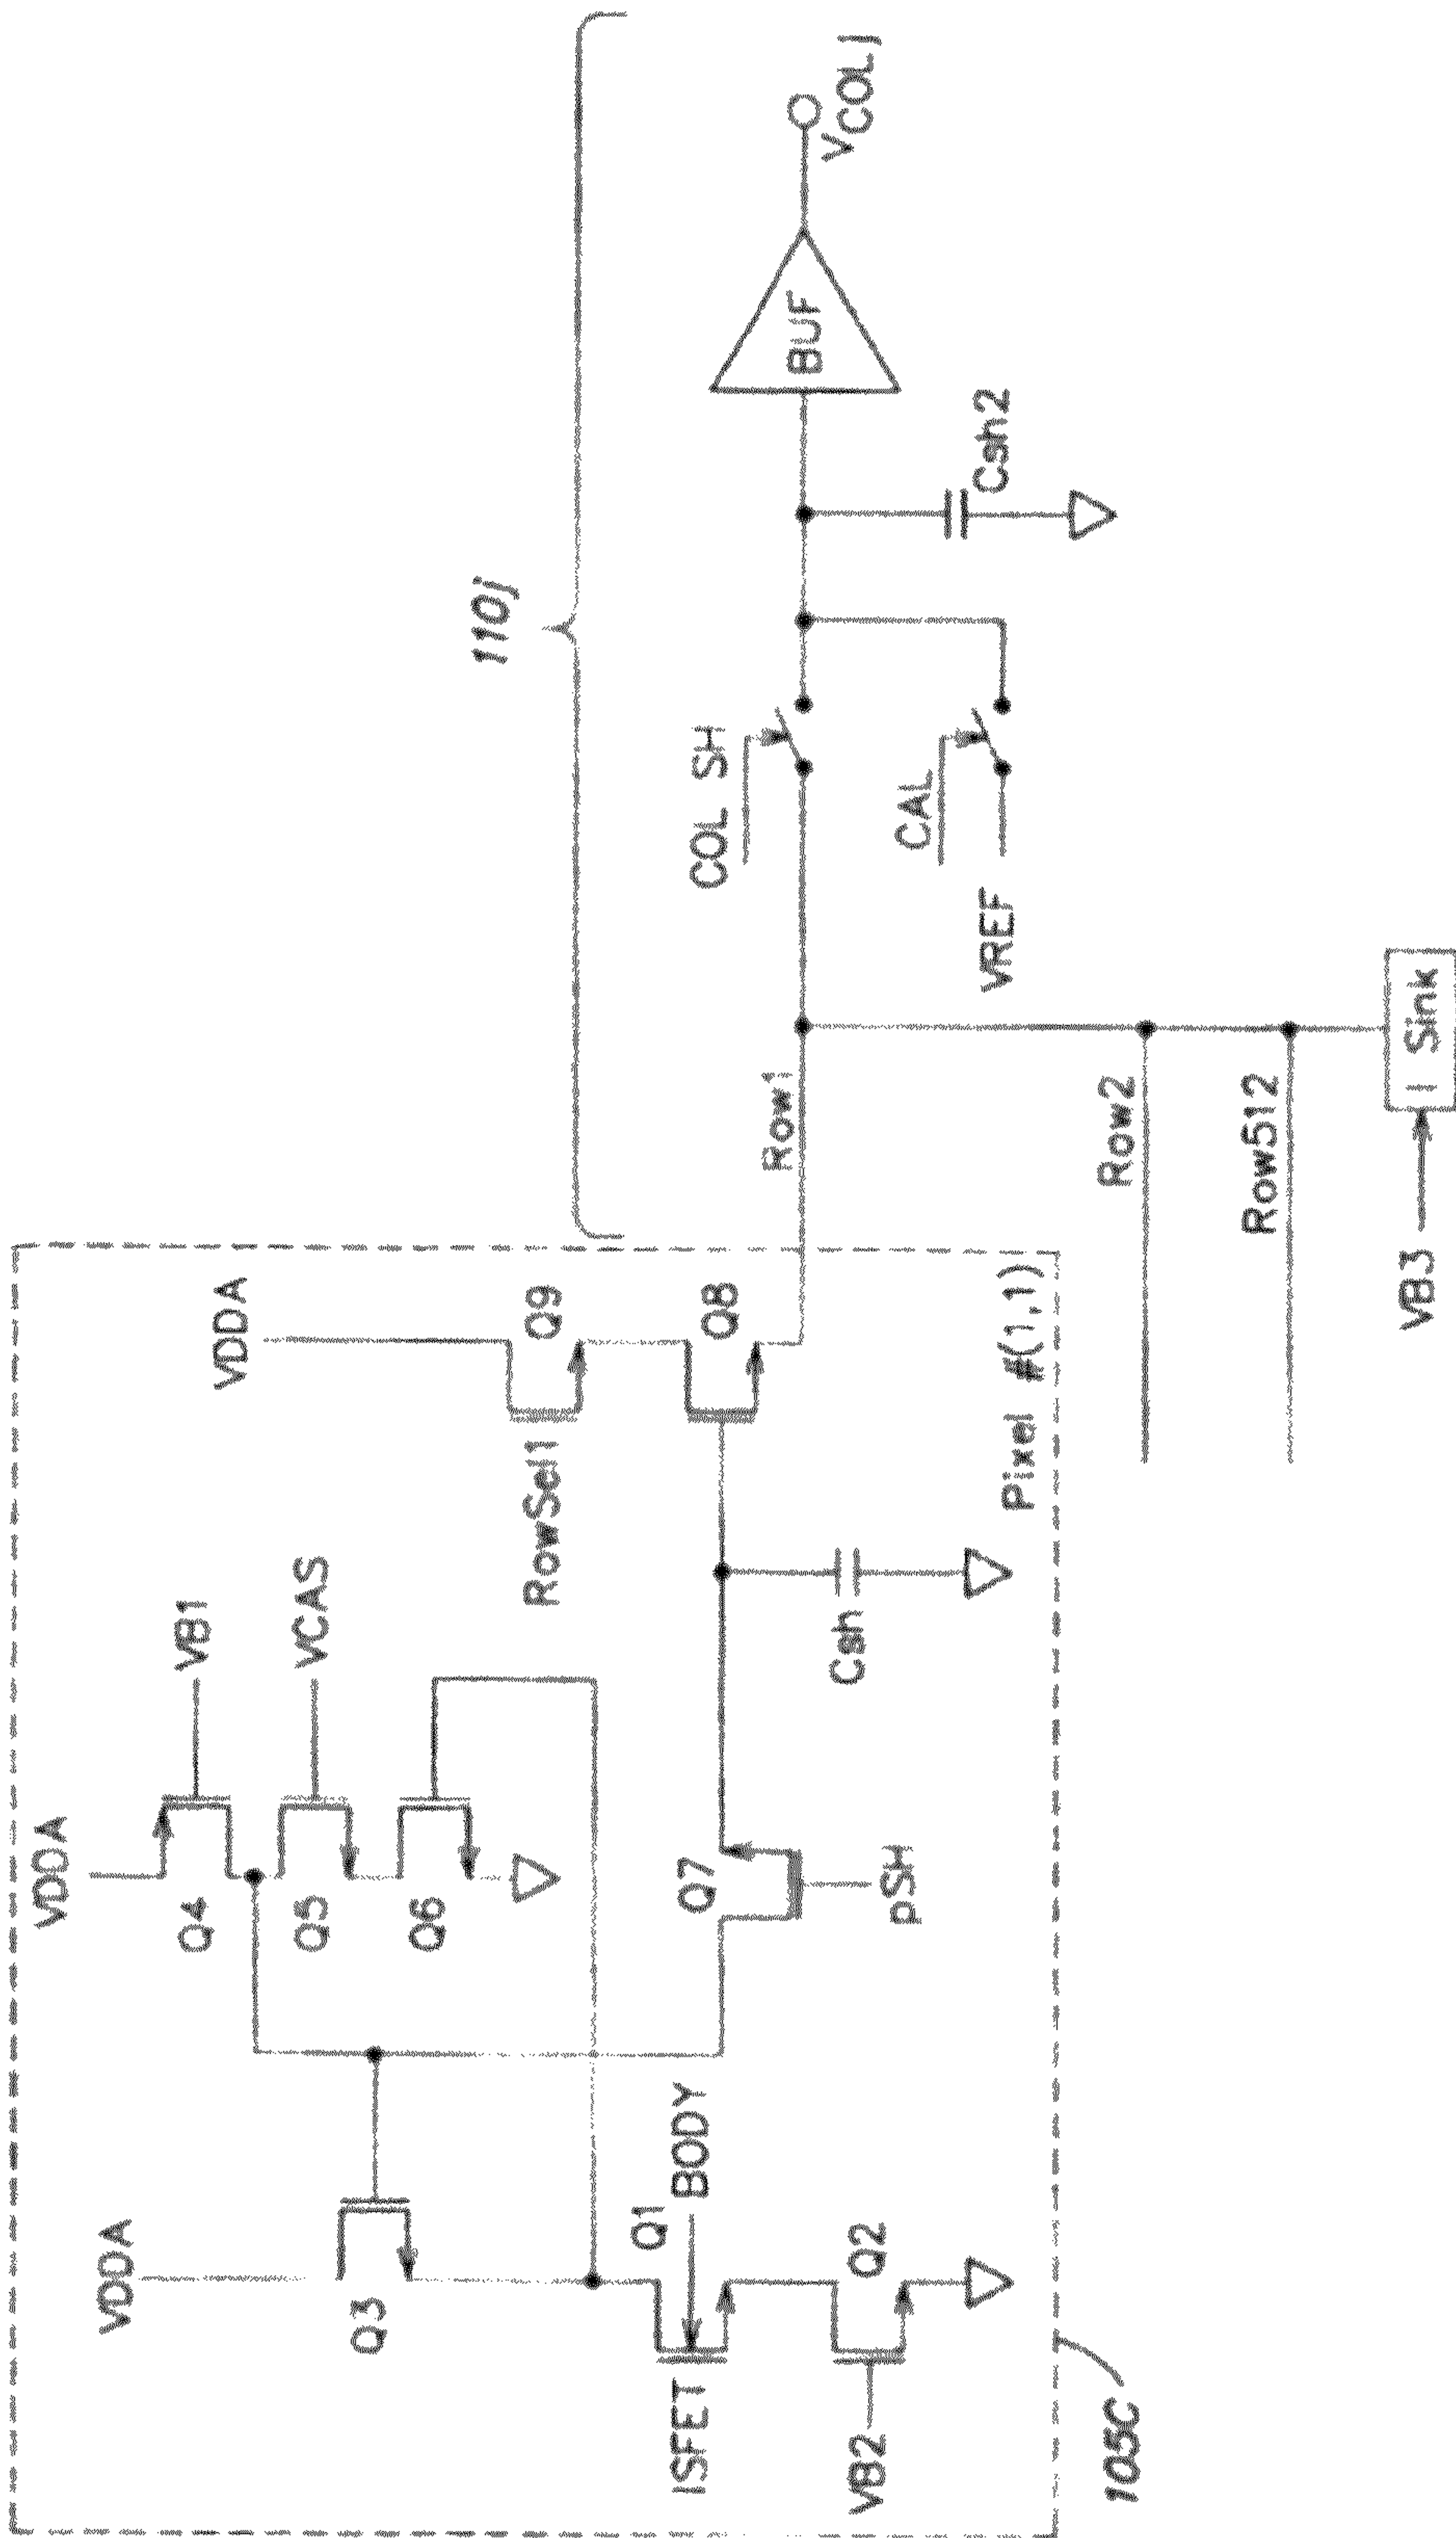 110j
VDDA
VB1
VCAS
VDDA
Q4
Q5
Q6
VDDA
Q9
RowSel1
Q8
Q3
Q7
pSH
Csh
Q1
BODY
ISFET
Q2
VB2
Pixel #(1,1)
105C
Row1
COL SH
CAL
VREF
BUF
Csh2
VCOLj
Row2
Row512
VB3
I Sink